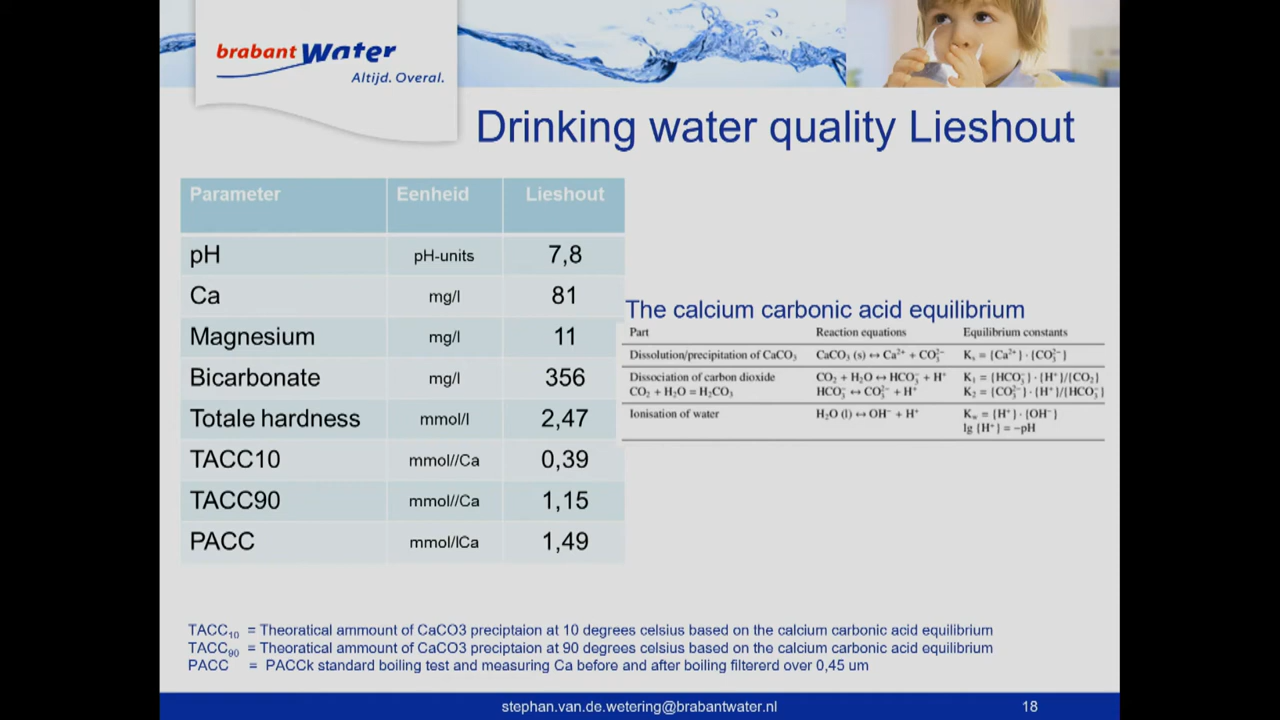 brabant Water
Altijd. Overal.
Drinking water quality Lieshout
Parameter Eenheid Lieshout
pH pH-units 7,8
Ca mg/l 81
Magnesium mg/l 11
Bicarbonate mg/l 356
Totale hardness mmol/l 2,47
TACC10 mmol//Ca 0,39
TACC90 mmol//Ca 1,15
PACC mmol/lCa 1,49
The calcium carbonic acid equilibrium
Part Reaction equations Equilibrium constants
Dissolution/precipitation of CaCO₃ CaCO₃ (s) ↔ Ca²⁺ + CO₃²⁻ Kₛ = {Ca²⁺} · {CO₃²⁻}
Dissociation of carbon dioxide CO₂ + H₂O ↔ HCO₃⁻ + H⁺ K₁ = {HCO₃⁻} · {H⁺}/{CO₂}
CO₂ + H₂O = H₂CO₃ HCO₃⁻ ↔ CO₃²⁻ + H⁺ K₂ = {CO₃²⁻} · {H⁺}/{HCO₃⁻}
Ionisation of water H₂O (l) ↔ OH⁻ + H⁺ K_w = {H⁺} · {OH⁻}
lg {H⁺} = –pH
TACC₁₀ = Theoratical ammount of CaCO3 preciptaion at 10 degrees celsius based on the calcium carbonic acid equilibrium
TACC₉₀ = Theoratical ammount of CaCO3 preciptaion at 90 degrees celsius based on the calcium carbonic acid equilibrium
PACC = PACCk standard boiling test and measuring Ca before and after boiling filtererd over 0,45 um
stephan.van.de.wetering@brabantwater.nl 18